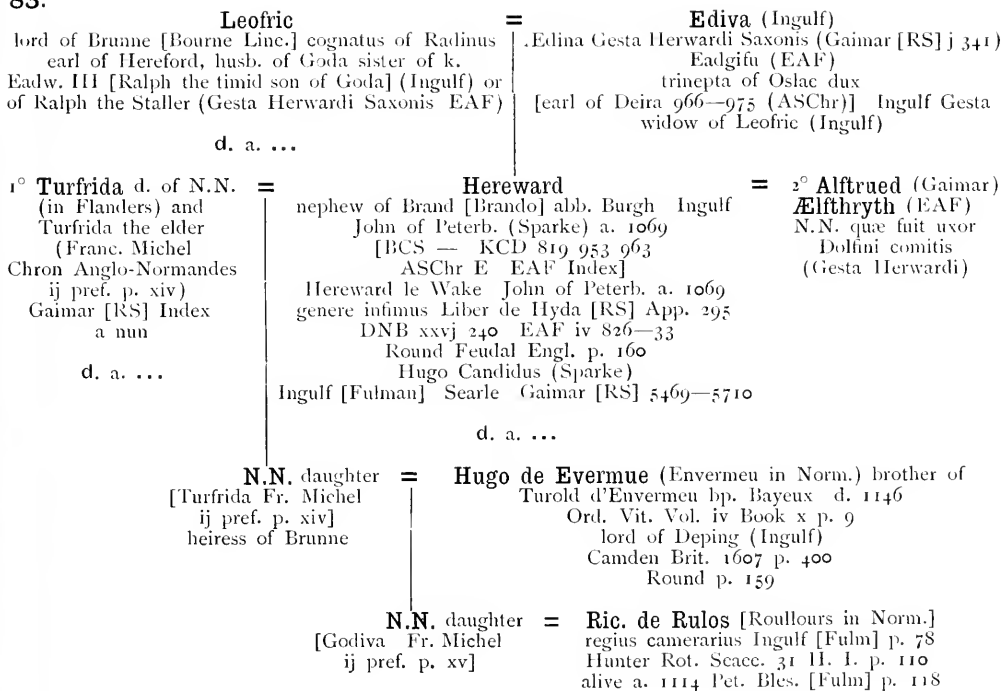 83.
Leofric = Ediva (Ingulf)
lord of Brunne [Bourne Linc.] cognatus of Radinus
earl of Hereford, husb. of Goda sister of k.
Eadw. III [Ralph the timid son of Goda] (Ingulf) or
of Ralph the Staller (Gesta Herwardi Saxonis EAF)
d. a. ...
.Edina Gesta Herwardi Saxonis (Gaimar [RS] j 341)
Eadgifu (EAF)
trinepta of Oslac dux
[earl of Deira 966—975 (ASChr)] Ingulf Gesta
widow of Leofric (Ingulf)
1° Turfrida d. of N.N. =
(in Flanders) and
Turfrida the elder
(Franc. Michel
Chron Anglo-Normandes
ij pref. p. xiv)
Gaimar [RS] Index
a nun
d. a. ...
Hereward
nephew of Brand [Brando] abb. Burgh Ingulf
John of Peterb. (Sparke) a. 1069
[BCS — KCD 819 953 963
ASChr E EAF Index]
Hereward le Wake John of Peterb. a. 1069
genere infimus Liber de Hyda [RS] App. 295
DNB xxvj 240 EAF iv 826—33
Round Feudal Engl. p. 160
Hugo Candidus (Sparke)
Ingulf [Fulman] Searle Gaimar [RS] 5469—5710
d. a. ...
= 2° Alftrued (Gaimar)
Ælfthryth (EAF)
N.N. quæ fuit uxor
Dolfini comitis
(Gesta Herwardi)
N.N. daughter =
[Turfrida Fr. Michel
ij pref. p. xiv]
heiress of Brunne
Hugo de Evermue (Envermeu in Norm.) brother of
Turold d'Envermeu bp. Bayeux d. 1146
Ord. Vit. Vol. iv Book x p. 9
lord of Deping (Ingulf)
Camden Brit. 1607 p. 400
Round p. 159
N.N. daughter =
[Godiva Fr. Michel
ij pref. p. xv]
Ric. de Rulos [Roullours in Norm.]
regius camerarius Ingulf [Fulm] p. 78
Hunter Rot. Scacc. 31 H. I. p. 110
alive a. 1114 Pet. Bles. [Fulm] p. 118